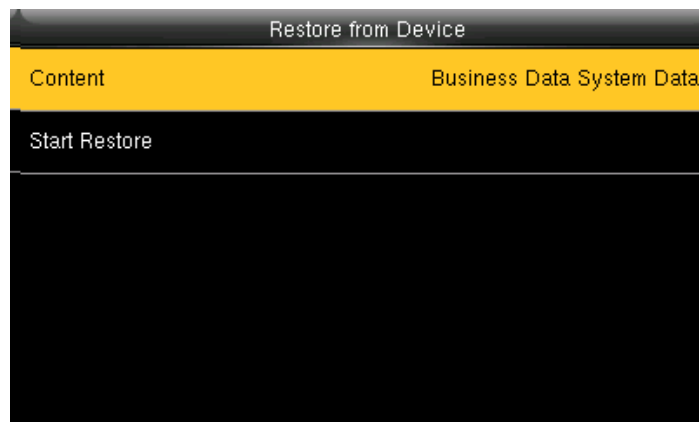 Restore from Device
Content Business Data System Data
Start Restore